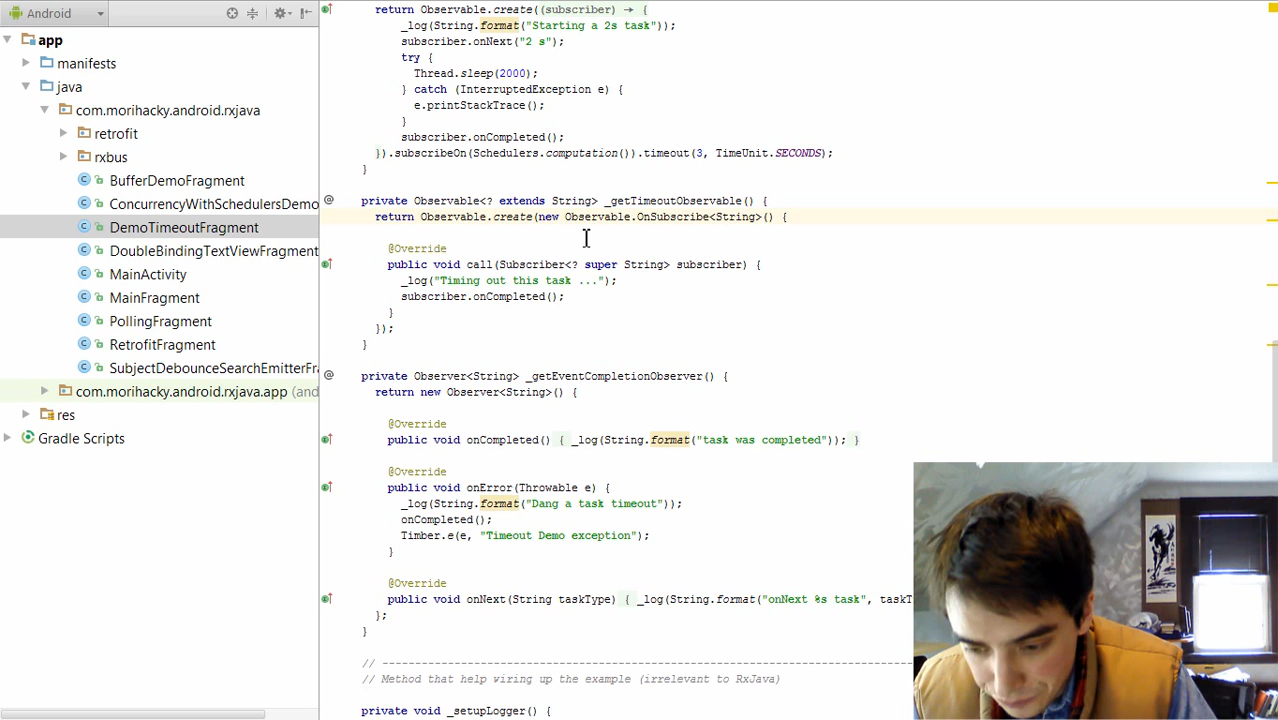 Android
app
manifests
java
com.morihacky.android.rxjava
retrofit
rxbus
BufferDemoFragment
ConcurrencyWithSchedulersDemo
DemoTimeoutFragment
DoubleBindingTextViewFragment
MainActivity
MainFragment
PollingFragment
RetrofitFragment
SubjectDebounceSearchEmitterFr
com.morihacky.android.rxjava.app (and
res
Gradle Scripts
return Observable.create((subscriber) → {
_log(String.format("Starting a 2s task"));
subscriber.onNext("2 s");
try {
Thread.sleep(2000);
} catch (InterruptedException e) {
e.printStackTrace();
}
subscriber.onCompleted();
}).subscribeOn(Schedulers.computation()).timeout(3, TimeUnit.SECONDS);
}
private Observable<? extends String> _getTimeoutObservable() {
return Observable.create(new Observable.OnSubscribe<String>() {
@Override
public void call(Subscriber<? super String> subscriber) {
_log("Timing out this task ...");
subscriber.onCompleted();
}
});
}
private Observer<String> _getEventCompletionObserver() {
return new Observer<String>() {
@Override
public void onCompleted() { _log(String.format("task was completed")); }
@Override
public void onError(Throwable e) {
_log(String.format("Dang a task timeout"));
onCompleted();
Timber.e(e, "Timeout Demo exception");
}
@Override
public void onNext(String taskType) { _log(String.format("onNext %s task", taskT
};
}
// --------------------------------------------------------------------------------
// Method that help wiring up the example (irrelevant to RxJava)
private void _setupLogger() {